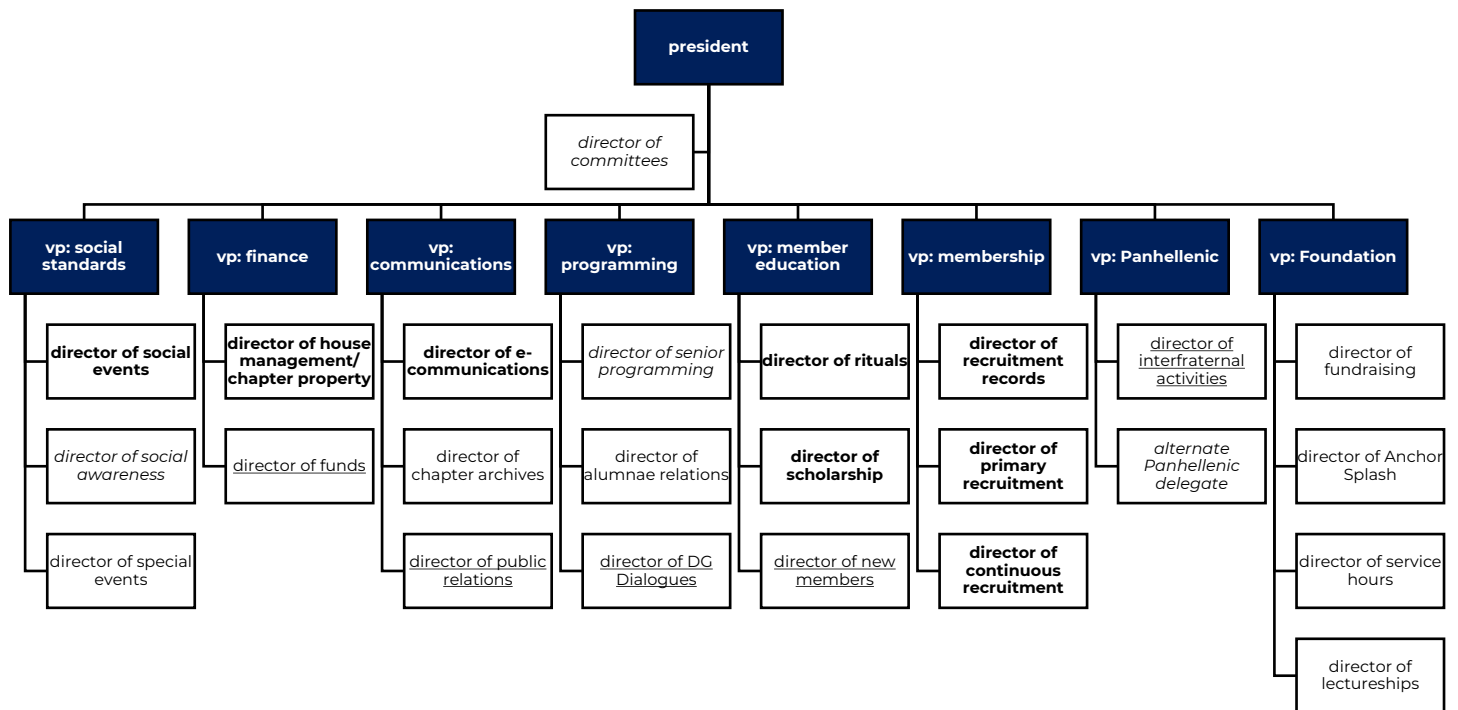 president
director of
committees
vp: social
standards
vp: finance
vp:
communications
vp:
programming
vp: member
education
vp: membership
vp: Panhellenic
vp: Foundation
director of social
events
director of house
management/
chapter property
director of e-
communications
director of senior
programming
director of rituals
director of
recruitment
records
director of
interfraternal
activities
director of
fundraising
director of social
awareness
director of funds
director of
chapter archives
director of
alumnae relations
director of
scholarship
director of
primary
recruitment
alternate
Panhellenic
delegate
director of Anchor
Splash
director of special
events
director of public
relations
director of DG
Dialogues
director of new
members
director of
continuous
recruitment
director of service
hours
director of
lectureships